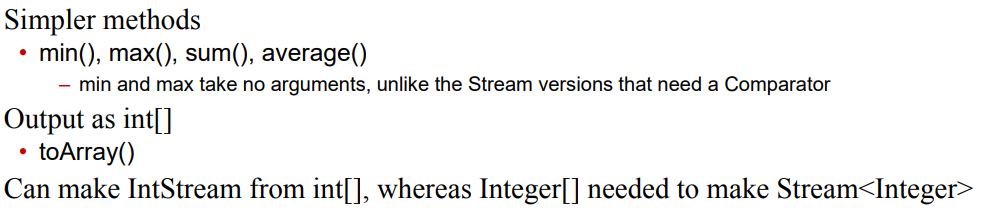 Simpler methods
• min(), max(), sum(), average()
– min and max take no arguments, unlike the Stream versions that need a Comparator
Output as int[]
• toArray()
Can make IntStream from int[], whereas Integer[] needed to make Stream<Integer>